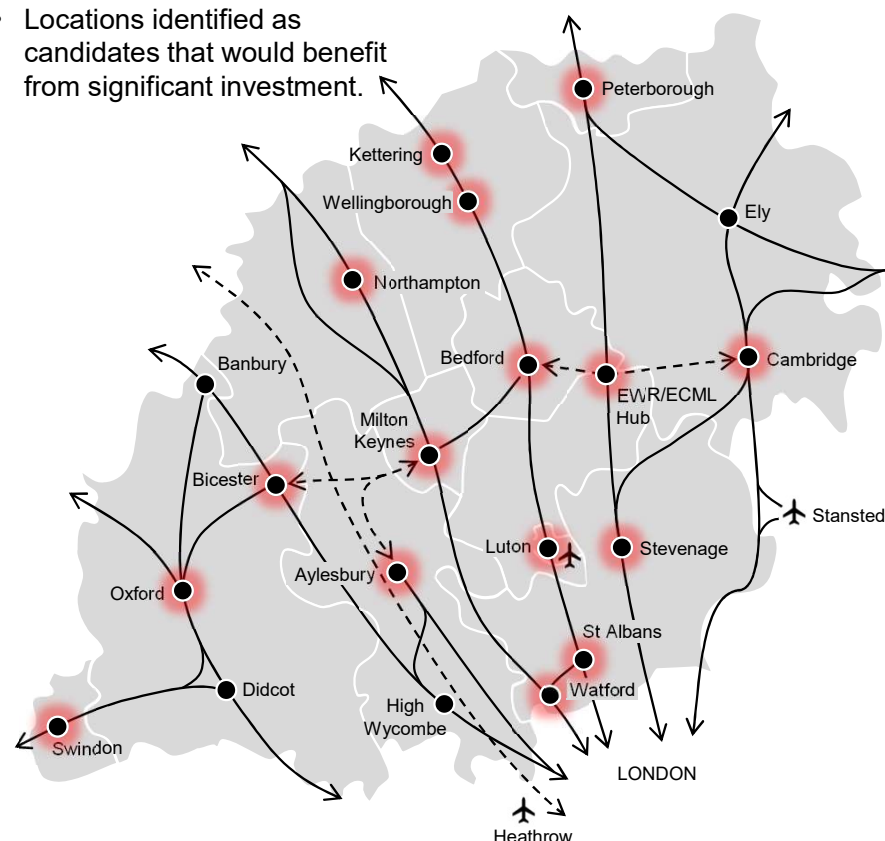 • Locations identified as
candidates that would benefit
from significant investment.
Peterborough
Kettering
Wellingborough
Ely
Northampton
Banbury
Bedford
Cambridge
EWR/ECML
Hub
Milton
Keynes
Bicester
Stansted
Luton
Stevenage
Aylesbury
Oxford
St Albans
Didcot
Watford
High
Wycombe
Swindon
LONDON
Heathrow